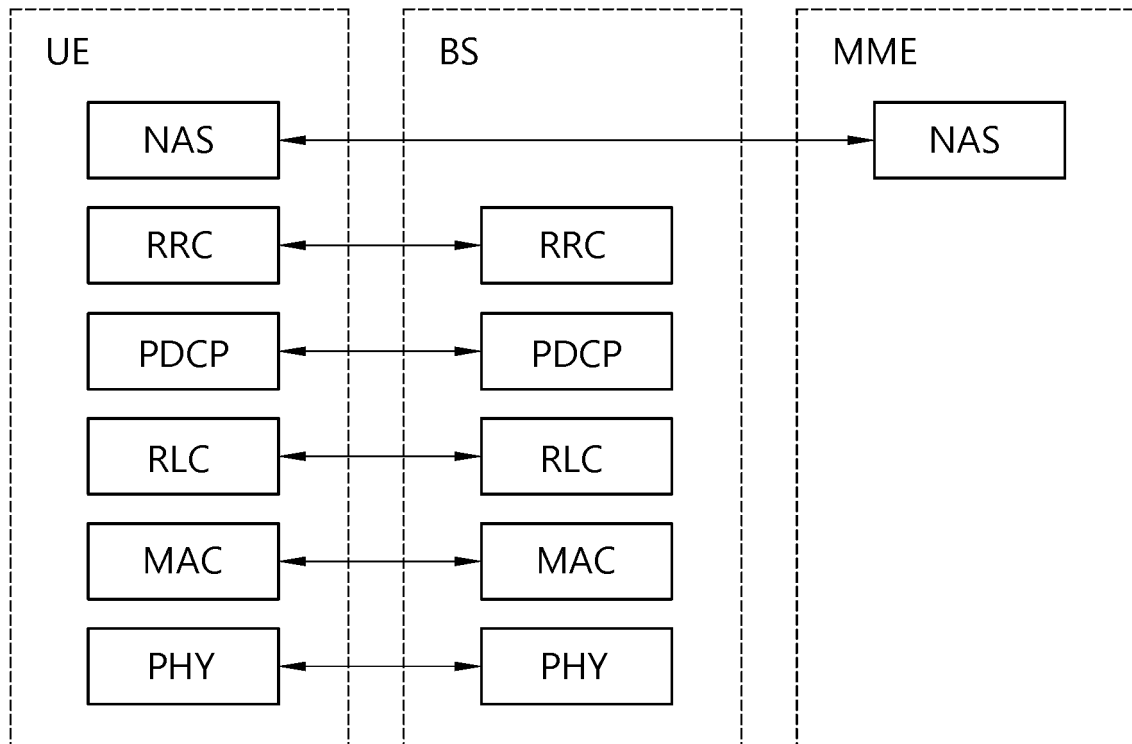 UE BS MME
NAS NAS
RRC RRC
PDCP PDCP
RLC RLC
MAC MAC
PHY PHY